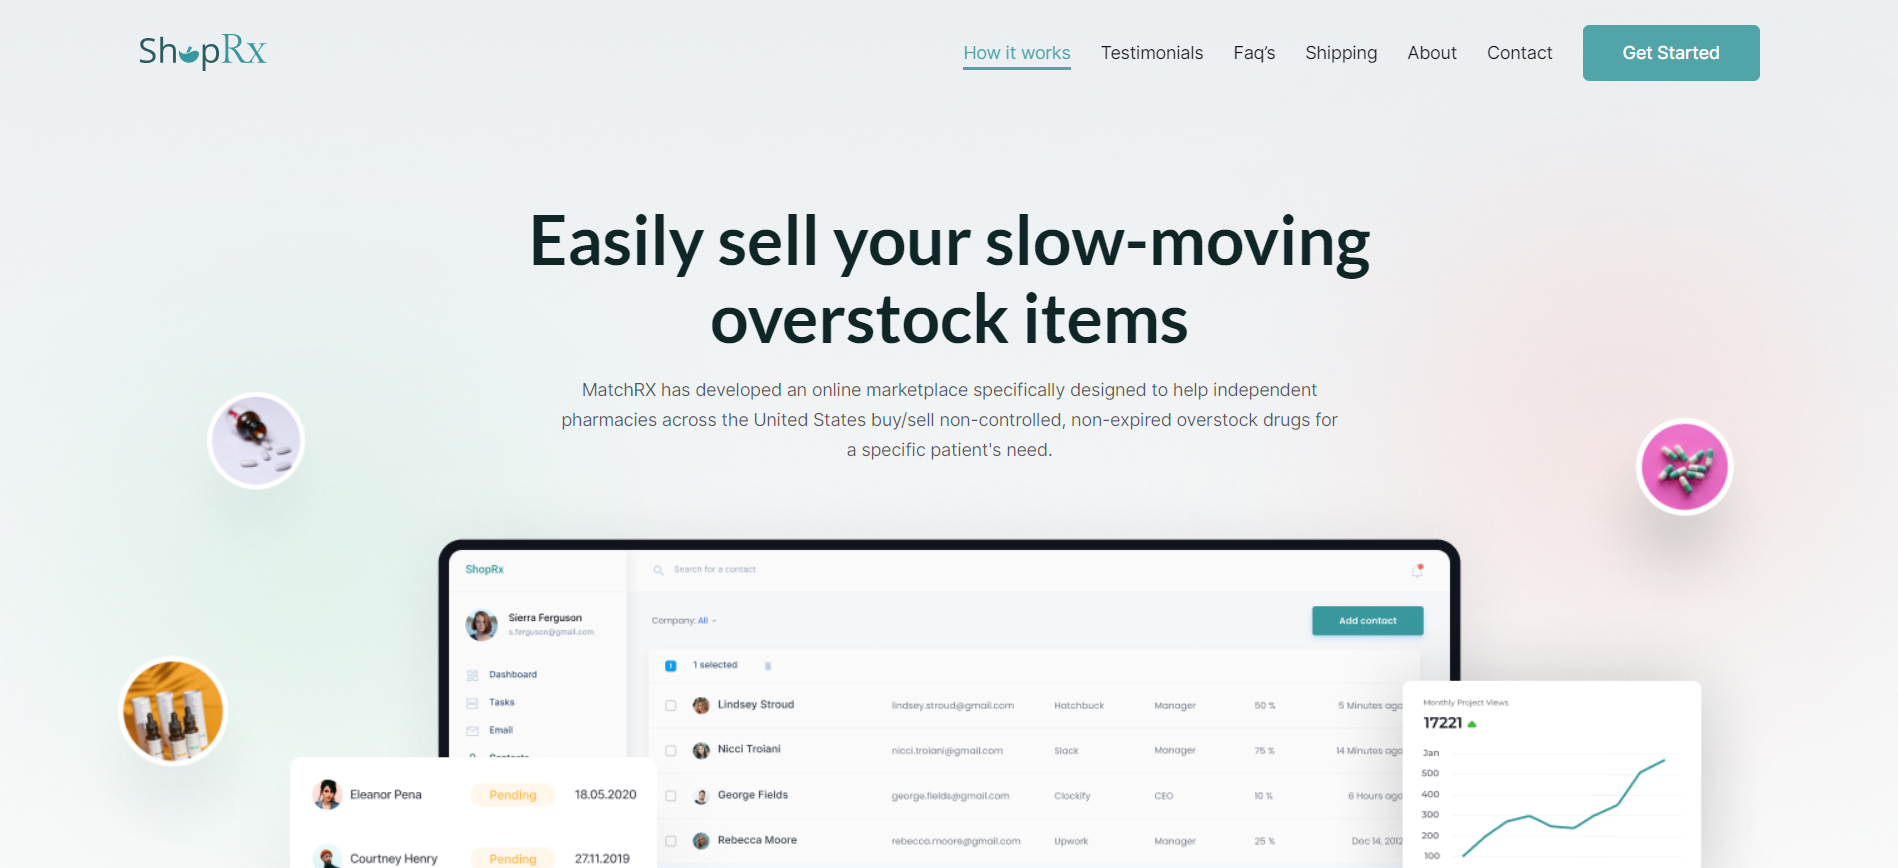 ShopRx
How it works
Testimonials
Faq's
Shipping
About
Contact
Get Started
Easily sell your slow-moving
overstock items
MatchRX has developed an online marketplace specifically designed to help independent
pharmacies across the United States buy/sell non-controlled, non-expired overstock drugs for
a specific patient's need.
ShopRx
Search for a contact
Sierra Ferguson
s.ferguson@gmail.com
Company: All
Add contact
1 selected
Dashboard
Tasks
Email
Lindsey Stroud lindsey.stroud@gmail.com Hatchbuck Manager 50 % 5 Minutes ago
Nicci Troiani nicci.troiani@gmail.com Slack Manager 75 % 14 Minutes ago
George Fields george.fields@gmail.com Clockify CEO 10 % 6 Hours ago
Rebecca Moore rebecca.moore@gmail.com Upwork Manager 25 % Dec 14, 2012
Eleanor Pena Pending 18.05.2020
Courtney Henry Pending 27.11.2019
Monthly Project Views
17221
Jan
500
400
300
200
100